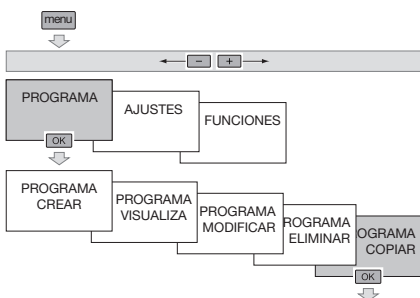 menu
- +
PROGRAMA
AJUSTES
FUNCIONES
OK
PROGRAMA
CREAR
PROGRAMA
VISUALIZA
PROGRAMA
MODIFICAR
ROGRAMA
ELIMINAR
OGRAMA
COPIAR
OK